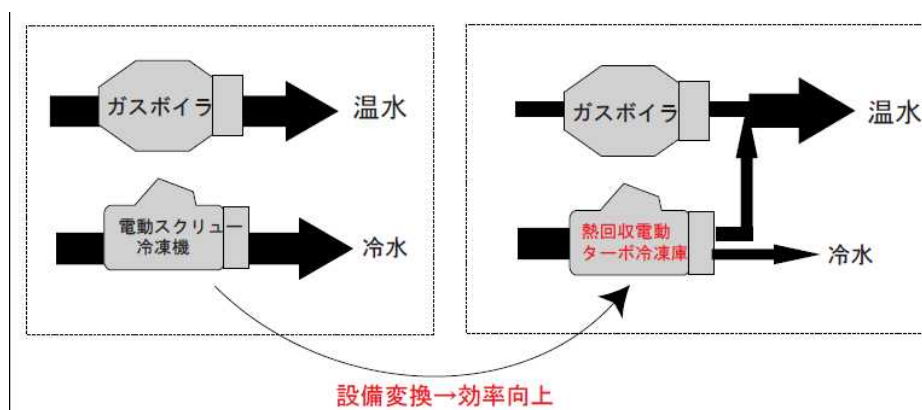 ガスボイラ
温水
電動スクリュー
冷凍機
冷水
ガスボイラ
温水
熱回収電動
ターボ冷凍庫
冷水
設備変換→効率向上